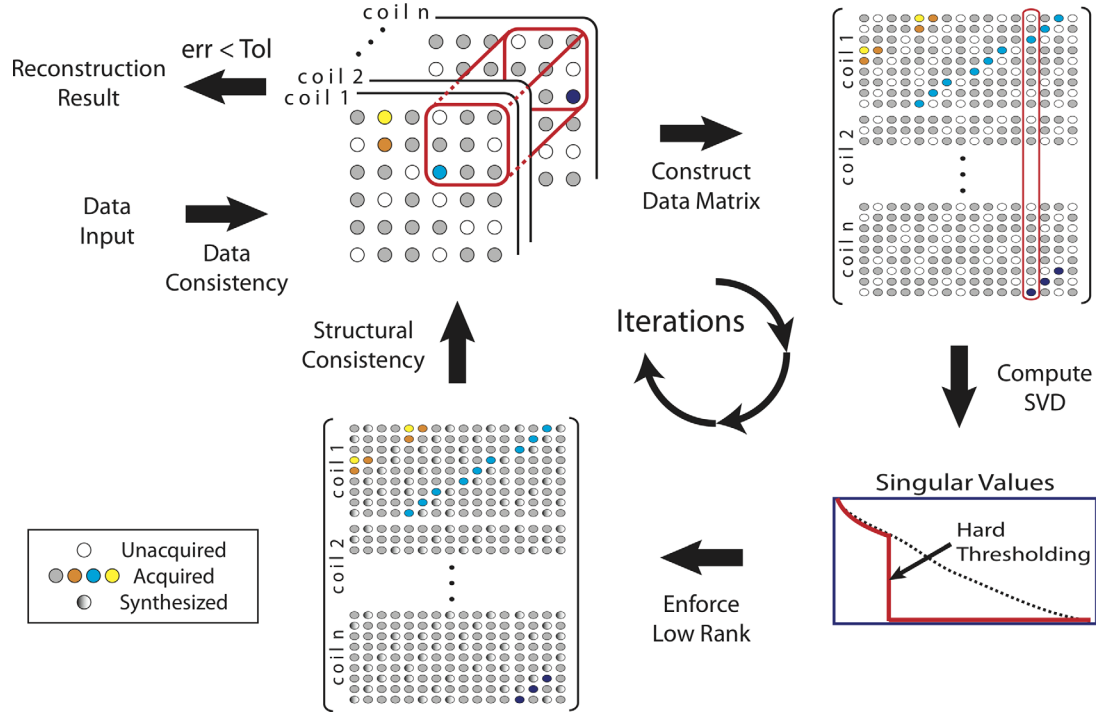 coil n
err < Tol
Reconstruction
Result
coil 2
coil 1
Data
Input
Data
Consistency
Construct
Data Matrix
coil 1
coil 2
coil n
Structural
Consistency
Iterations
Compute
SVD
Singular Values
Hard
Thresholding
Enforce
Low Rank
coil 1
coil 2
coil n
Unacquired
Acquired
Synthesized